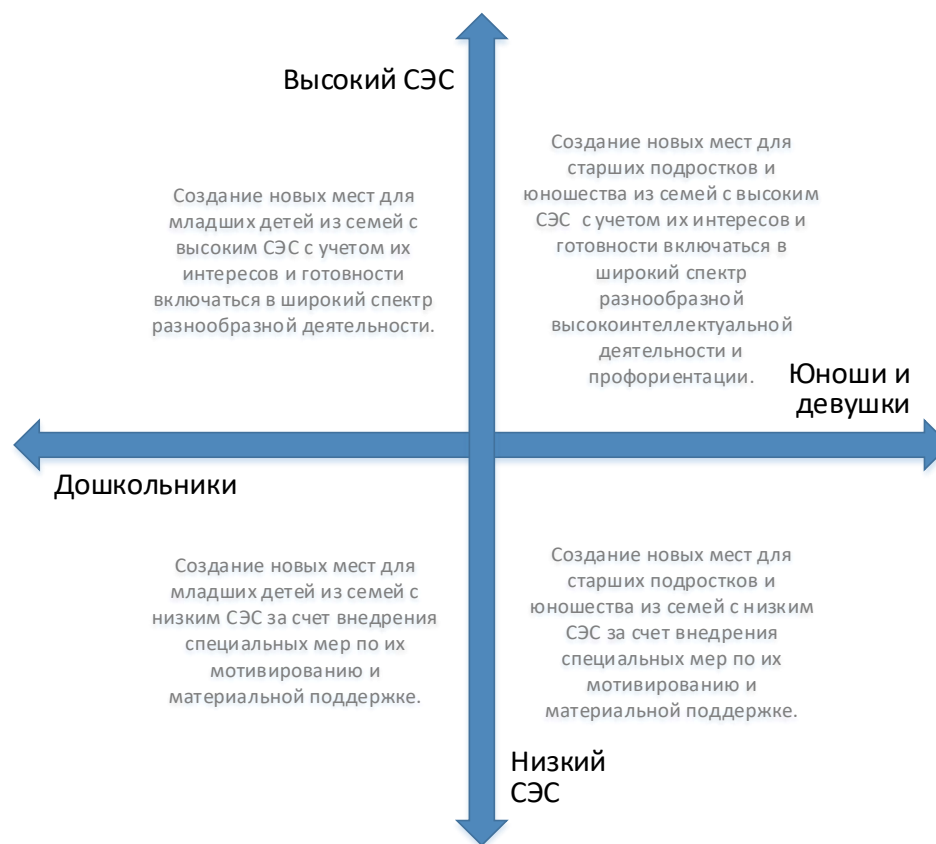 Высокий СЭС
Создание новых мест для
младших детей из семей с
высоким СЭС с учетом их
интересов и готовности
включаться в широкий спектр
разнообразной деятельности.
Создание новых мест для
старших подростков и
юношества из семей с высоким
СЭС с учетом их интересов и
готовности включаться в
широкий спектр
разнообразной
высокоинтеллектуальной
деятельности и
профориентации.
Юноши и
девушки
Дошкольники
Создание новых мест для
младших детей из семей с
низким СЭС за счет внедрения
специальных мер по их
мотивированию и
материальной поддержке.
Создание новых мест для
старших подростков и
юношества из семей с низким
СЭС за счет внедрения
специальных мер по их
мотивированию и
материальной поддержке.
Низкий
СЭС